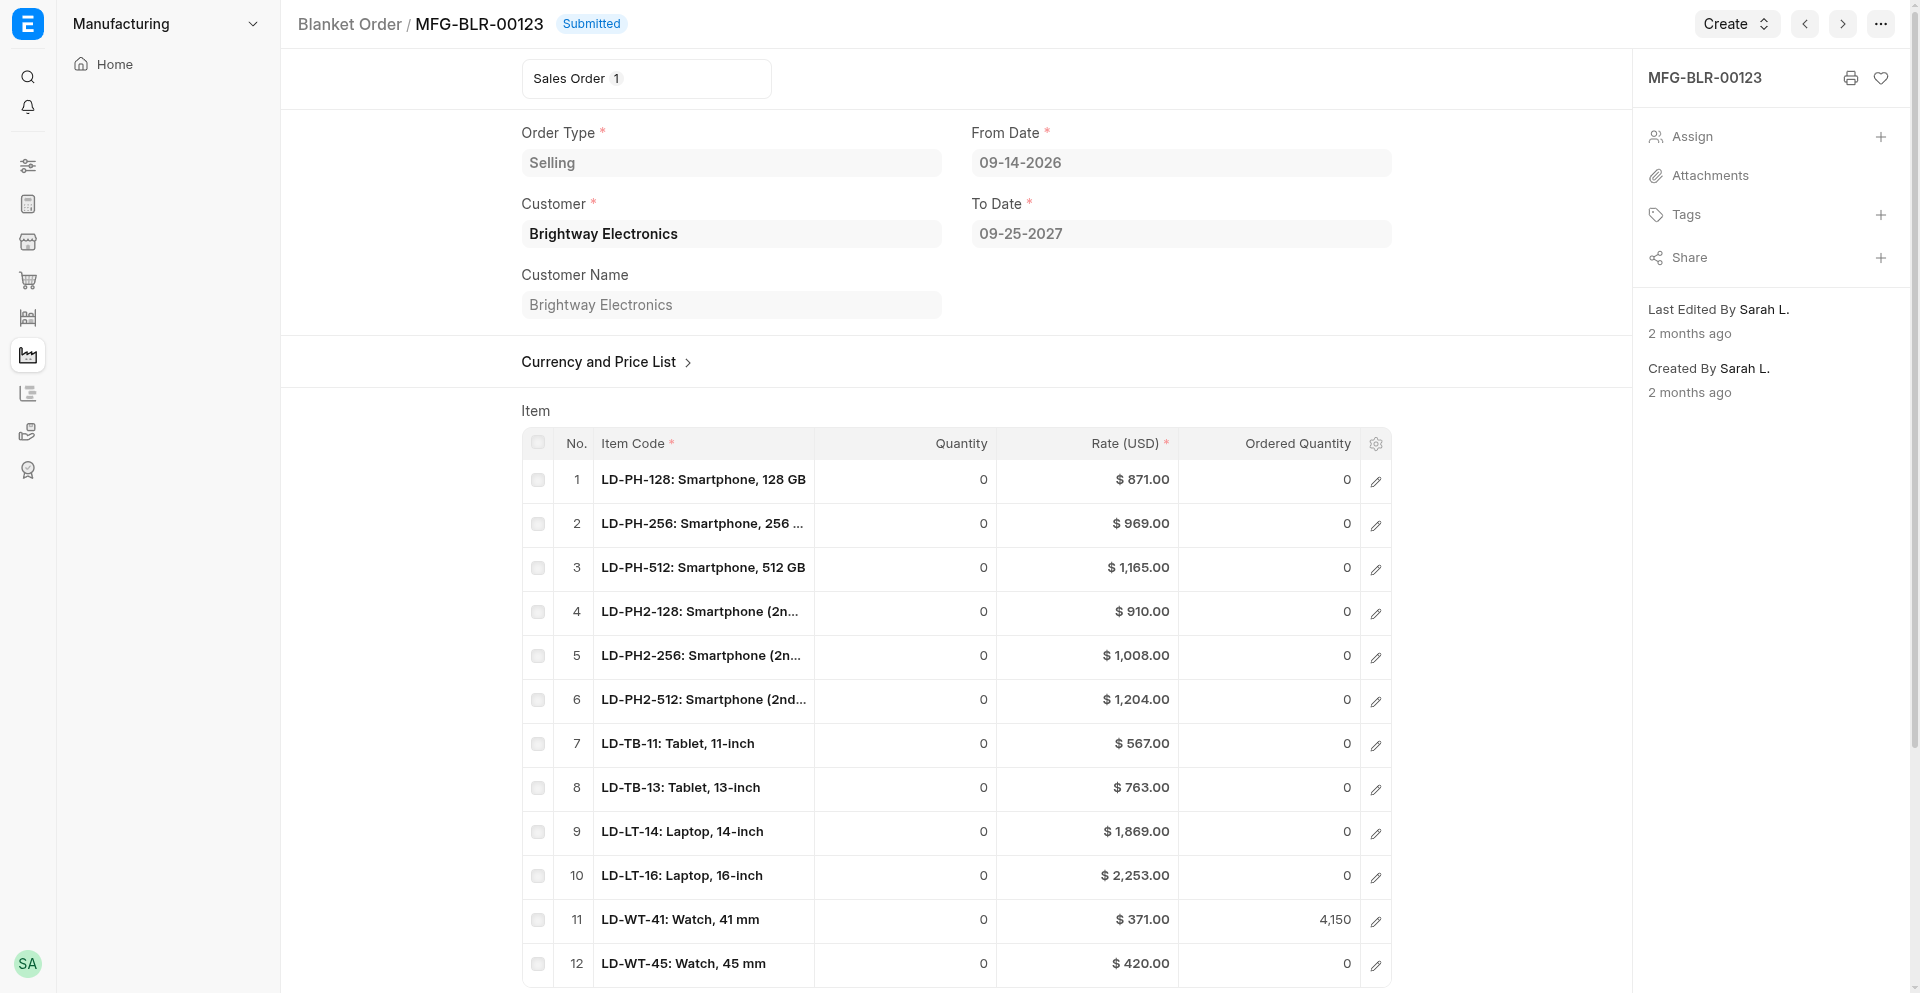 Manufacturing
Home
SA
Blanket Order / MFG-BLR-00123 Submitted
Create
Sales Order 1
Order Type *
Selling
From Date *
09-14-2026
Customer *
Brightway Electronics
To Date *
09-25-2027
Customer Name
Brightway Electronics
Currency and Price List
Item
No. Item Code * Quantity Rate (USD) * Ordered Quantity
1 LD-PH-128: Smartphone, 128 GB 0 $ 871.00 0
2 LD-PH-256: Smartphone, 256 ... 0 $ 969.00 0
3 LD-PH-512: Smartphone, 512 GB 0 $ 1,165.00 0
4 LD-PH2-128: Smartphone (2n... 0 $ 910.00 0
5 LD-PH2-256: Smartphone (2n... 0 $ 1,008.00 0
6 LD-PH2-512: Smartphone (2nd... 0 $ 1,204.00 0
7 LD-TB-11: Tablet, 11-inch 0 $ 567.00 0
8 LD-TB-13: Tablet, 13-inch 0 $ 763.00 0
9 LD-LT-14: Laptop, 14-inch 0 $ 1,869.00 0
10 LD-LT-16: Laptop, 16-inch 0 $ 2,253.00 0
11 LD-WT-41: Watch, 41 mm 0 $ 371.00 4,150
12 LD-WT-45: Watch, 45 mm 0 $ 420.00 0
MFG-BLR-00123
Assign
Attachments
Tags
Share
Last Edited By Sarah L.
2 months ago
Created By Sarah L.
2 months ago